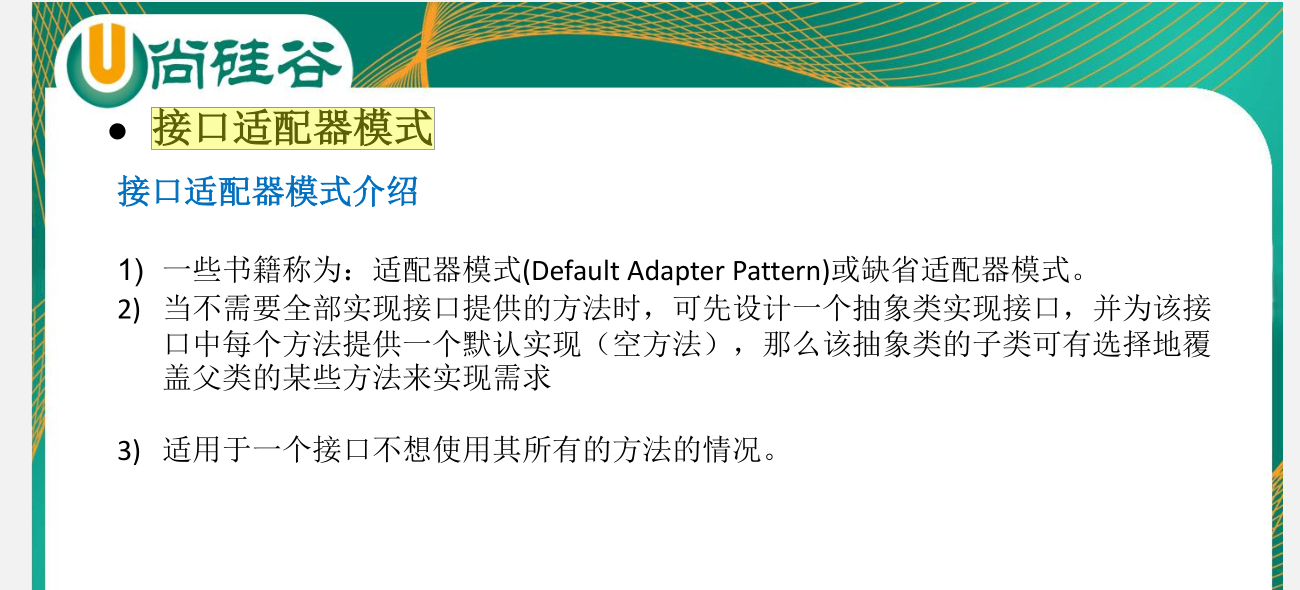 尚硅谷
● 接口适配器模式
接口适配器模式介绍
1) 一些书籍称为：适配器模式(Default Adapter Pattern)或缺省适配器模式。
2) 当不需要全部实现接口提供的方法时，可先设计一个抽象类实现接口，并为该接
口中每个方法提供一个默认实现（空方法），那么该抽象类的子类可有选择地覆
盖父类的某些方法来实现需求
3) 适用于一个接口不想使用其所有的方法的情况。